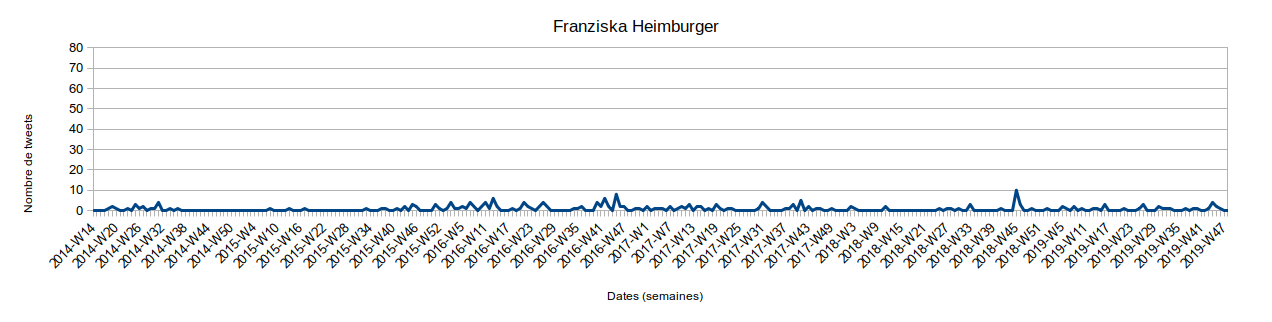 Franziska Heimburger
80
70
60
50
40
30
20
10
0
Nombre de tweets
2014-W14
2014-W20
2014-W26
2014-W32
2014-W38
2014-W44
2014-W50
2015-W4
2015-W10
2015-W16
2015-W22
2015-W28
2015-W34
2015-W40
2015-W46
2015-W52
2016-W5
2016-W11
2016-W17
2016-W23
2016-W29
2016-W35
2016-W41
2016-W47
2017-W1
2017-W7
2017-W13
2017-W19
2017-W25
2017-W31
2017-W37
2017-W43
2017-W49
2018-W3
2018-W9
2018-W15
2018-W21
2018-W27
2018-W33
2018-W39
2018-W45
2018-W51
2019-W5
2019-W11
2019-W17
2019-W23
2019-W29
2019-W35
2019-W41
2019-W47
Dates (semaines)